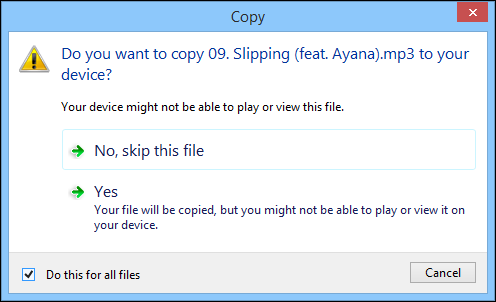 Copy
Do you want to copy 09. Slipping (feat. Ayana).mp3 to your
device?
Your device might not be able to play or view this file.
No, skip this file
Yes
Your file will be copied, but you might not be able to play or view it on
your device.
Do this for all files
Cancel